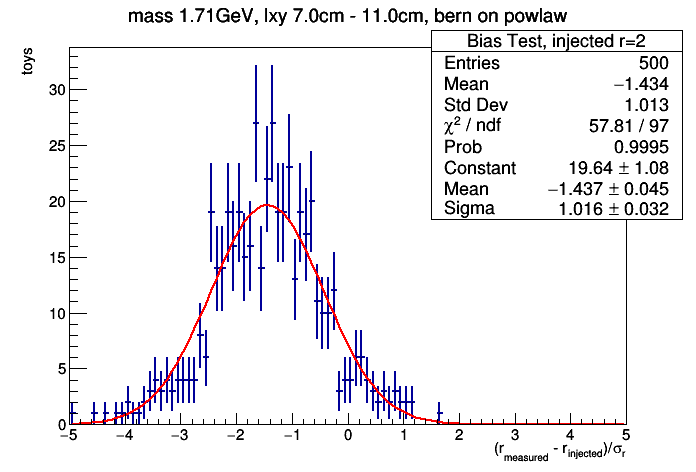 mass 1.71GeV, lxy 7.0cm - 11.0cm, bern on powlaw
Bias Test, injected r=2
Entries 500
Mean −1.434
Std Dev 1.013
χ² / ndf 57.81 / 97
Prob 0.9995
Constant 19.64 ± 1.08
Mean −1.437 ± 0.045
Sigma 1.016 ± 0.032
toys
30
25
20
15
10
5
0
−5 −4 −3 −2 −1 0 1 2 3 4 5
(r_measured - r_injected)/σ_r